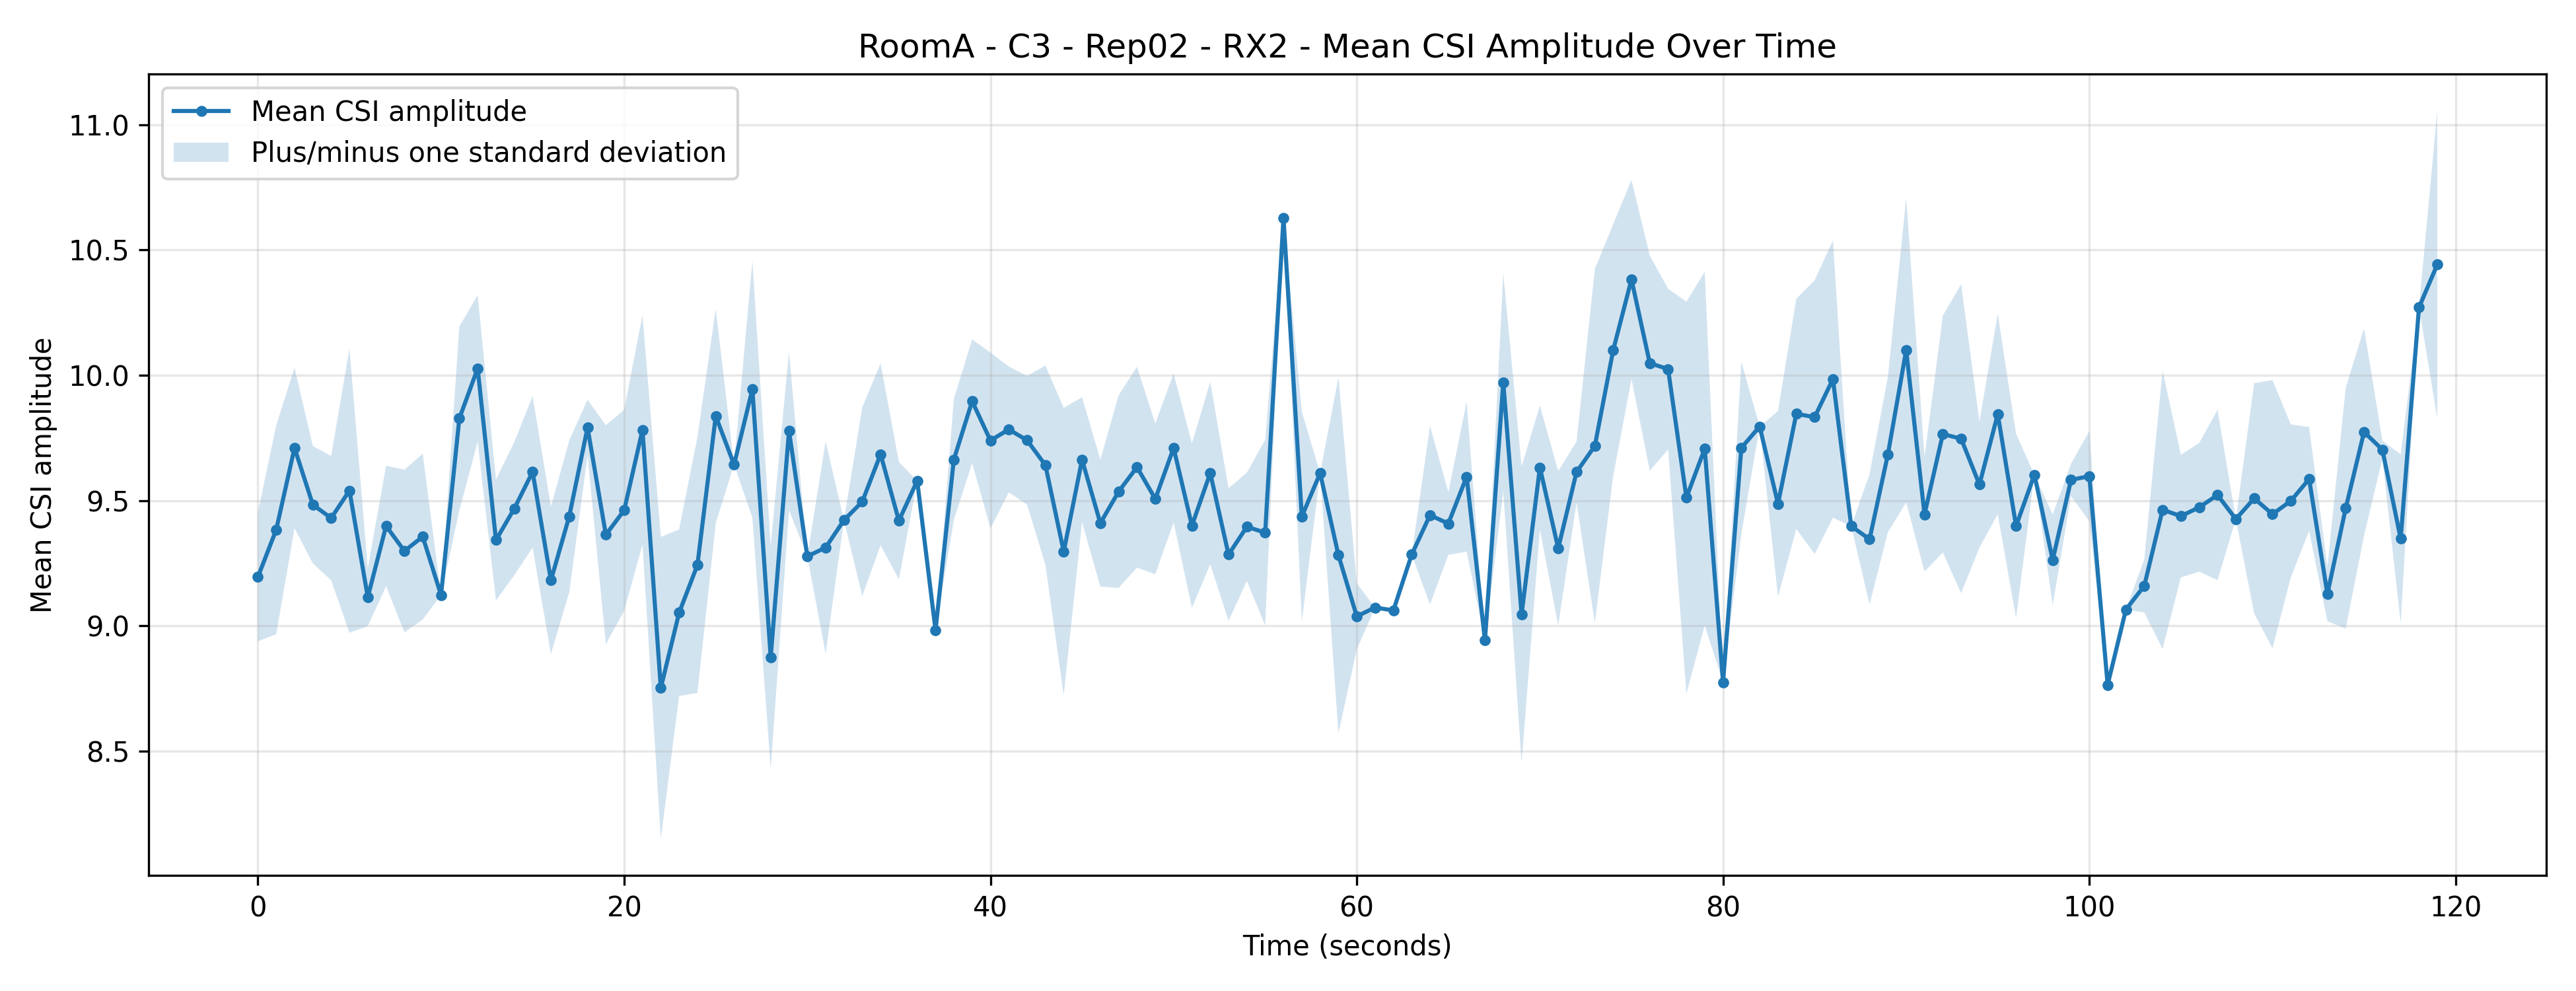 RoomA - C3 - Rep02 - RX2 - Mean CSI Amplitude Over Time
Mean CSI amplitude
Plus/minus one standard deviation
Mean CSI amplitude
11.0
10.5
10.0
9.5
9.0
8.5
0 20 40 60 80 100 120
Time (seconds)